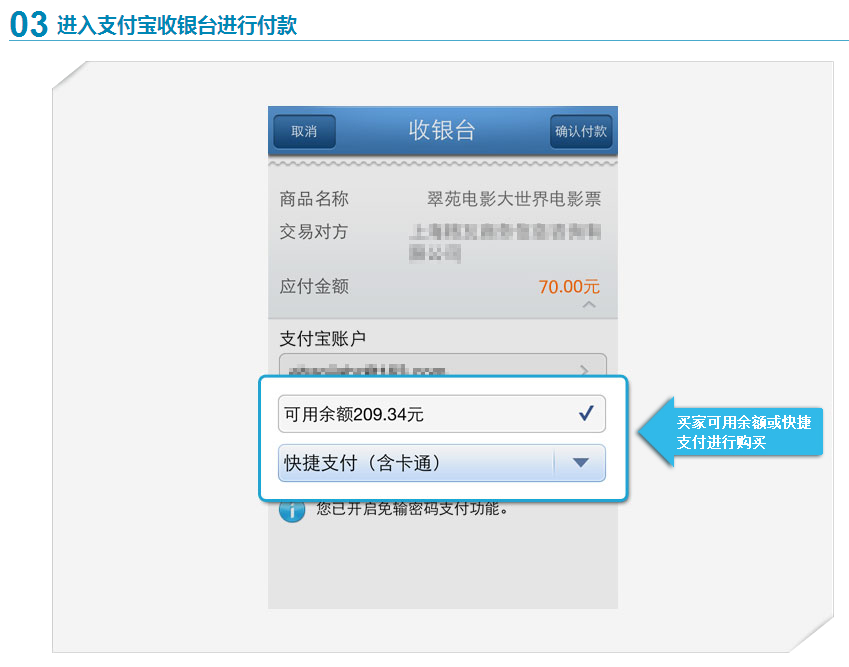 03 进入支付宝收银台进行付款
取消 收银台 确认付款
商品名称 翠苑电影大世界电影票
交易对方
应付金额 70.00元
支付宝账户
可用余额209.34元
快捷支付（含卡通）
买家可用余额或快捷
支付进行购买
您已开启免输密码支付功能。